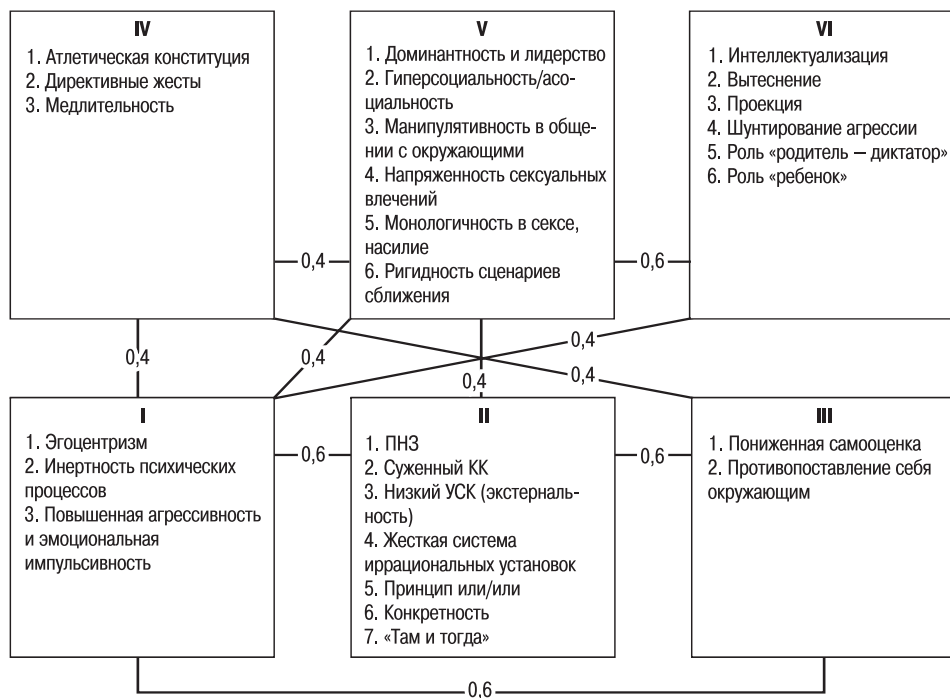 IV
1. Атлетическая конституция
2. Директивные жесты
3. Медлительность
V
1. Доминантность и лидерство
2. Гиперсоциальность/асо-
циальность
3. Манипулятивность в обще-
нии с окружающими
4. Напряженность сексуальных
влечений
5. Монологичность в сексе,
насилие
6. Ригидность сценариев
сближения
VI
1. Интеллектуализация
2. Вытеснение
3. Проекция
4. Шунтирование агрессии
5. Роль «родитель — диктатор»
6. Роль «ребенок»
0,4
0,6
0,4
0,4
0,4
0,4
0,4
I
1. Эгоцентризм
2. Инертность психических
процессов
3. Повышенная агрессивность
и эмоциональная
импульсивность
0,6
II
1. ПНЗ
2. Суженный КК
3. Низкий УСК (экстерналь-
ность)
4. Жесткая система
иррациональных установок
5. Принцип или/или
6. Конкретность
7. «Там и тогда»
0,6
III
1. Пониженная самооценка
2. Противопоставление себя
окружающим
0,6